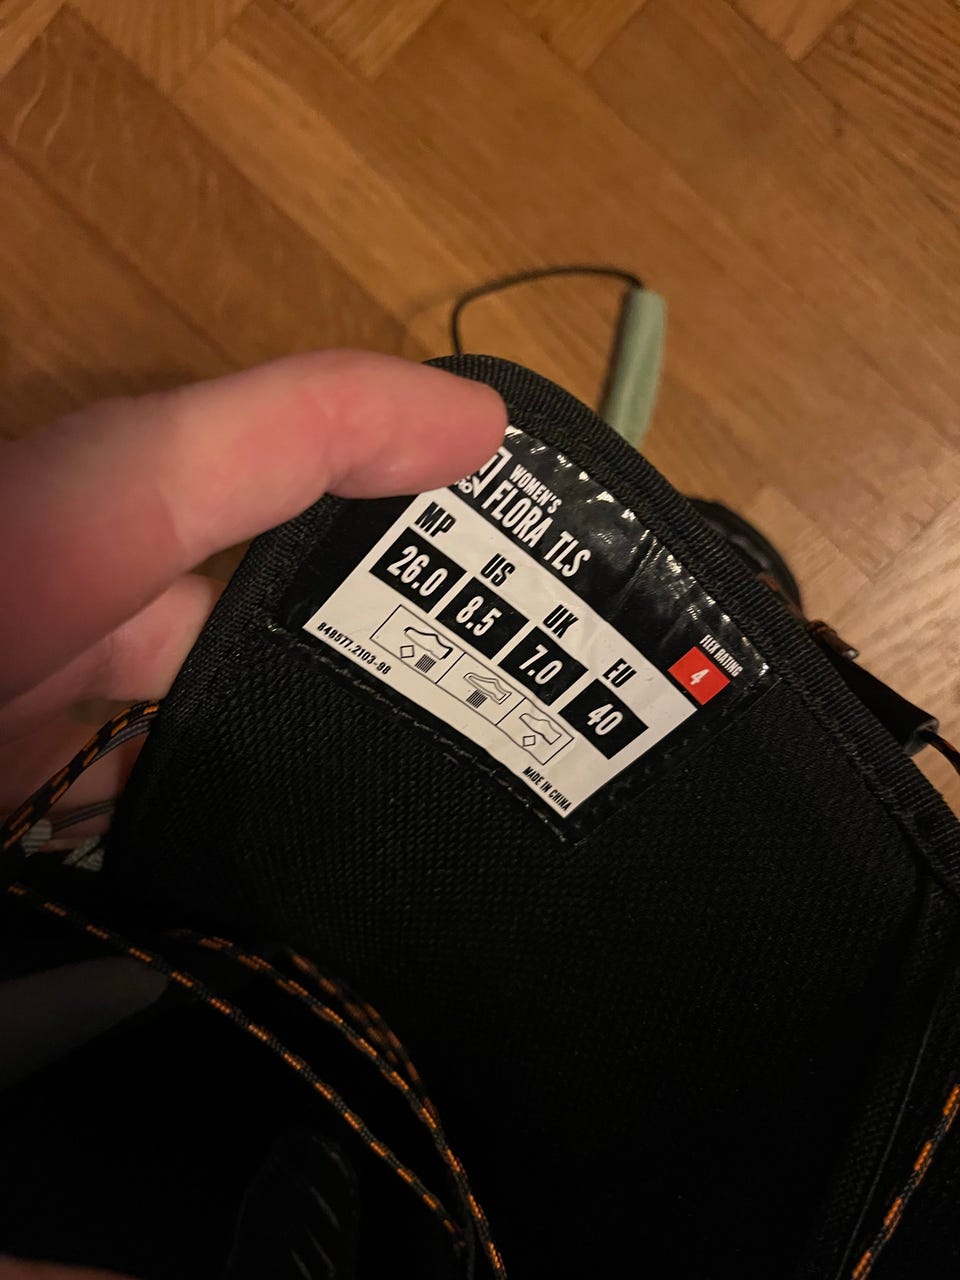 WOMEN'S
FLORA TLS
MP US UK EU
26.0 8.5 7.0 40
FLEX RATING
4
848577.2103-98
MADE IN CHINA